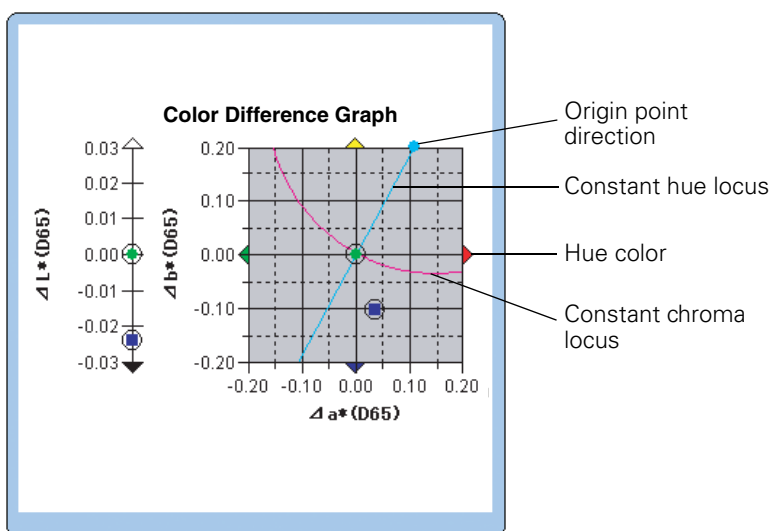 Color Difference Graph
Origin point
direction
Constant hue locus
Hue color
Constant chroma
locus
⊿L*(D65)
0.03
0.02
0.01
0.00
-0.01
-0.02
-0.03
⊿b*(D65)
0.20
0.10
0.00
-0.10
-0.20
-0.20 -0.10 0.00 0.10 0.20
⊿a*(D65)